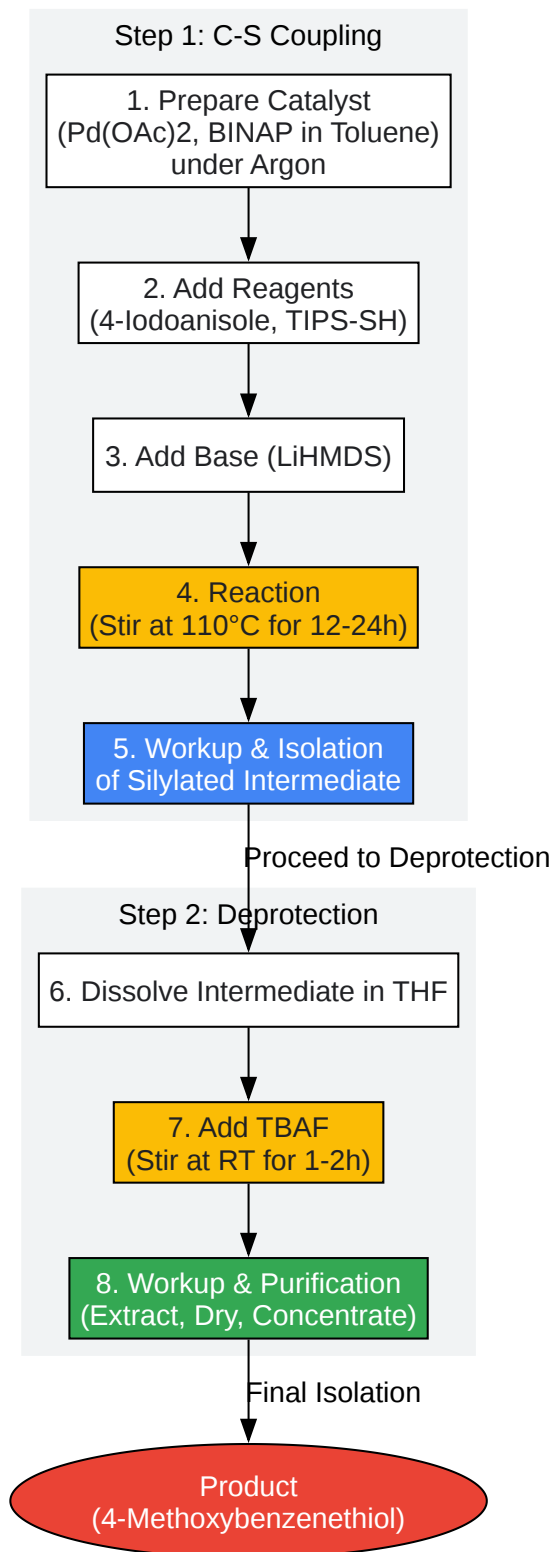 Step 1: C-S Coupling
1. Prepare Catalyst
(Pd(OAc)2, BINAP in Toluene)
under Argon
2. Add Reagents
(4-Iodoanisole, TIPS-SH)
3. Add Base (LiHMDS)
4. Reaction
(Stir at 110°C for 12-24h)
5. Workup & Isolation
of Silylated Intermediate
Proceed to Deprotection
Step 2: Deprotection
6. Dissolve Intermediate in THF
7. Add TBAF
(Stir at RT for 1-2h)
8. Workup & Purification
(Extract, Dry, Concentrate)
Final Isolation
Product
(4-Methoxybenzenethiol)